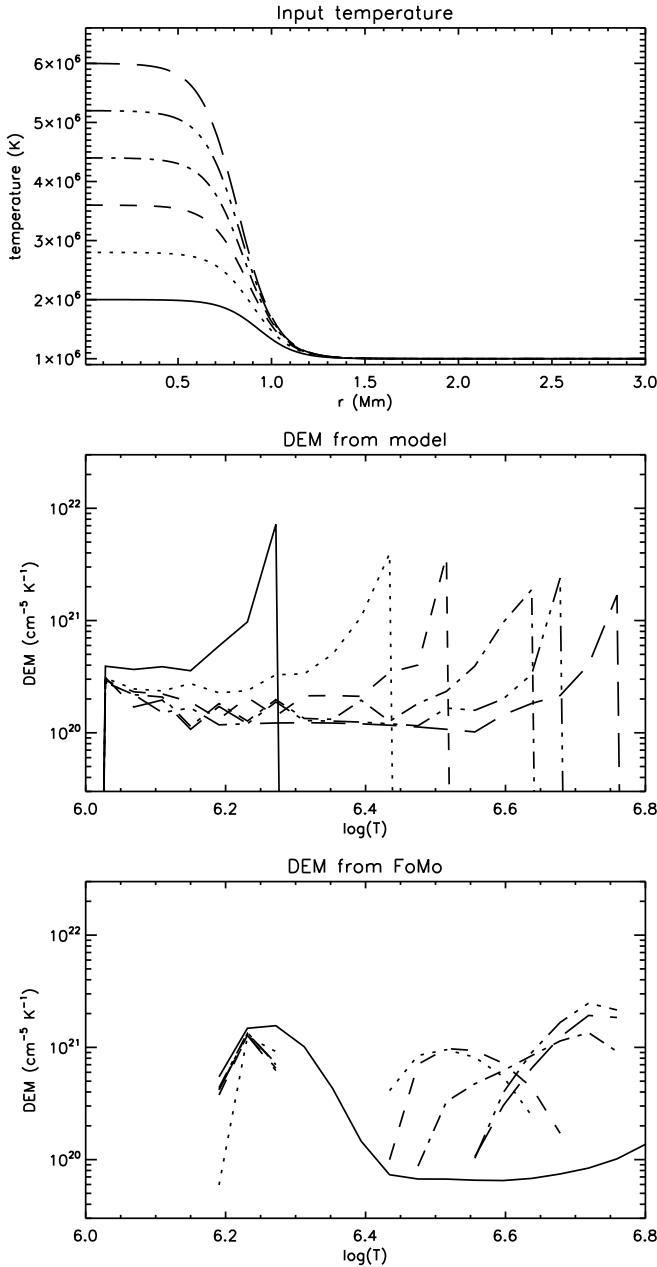 Input temperature
temperature (K)
6×10⁶
5×10⁶
4×10⁶
3×10⁶
2×10⁶
1×10⁶
0.5 1.0 1.5 2.0 2.5 3.0
r (Mm)
DEM from model
DEM (cm⁻⁵ K⁻¹)
10²²
10²¹
10²⁰
6.0 6.2 6.4 6.6 6.8
log(T)
DEM from FoMo
DEM (cm⁻⁵ K⁻¹)
10²²
10²¹
10²⁰
6.0 6.2 6.4 6.6 6.8
log(T)